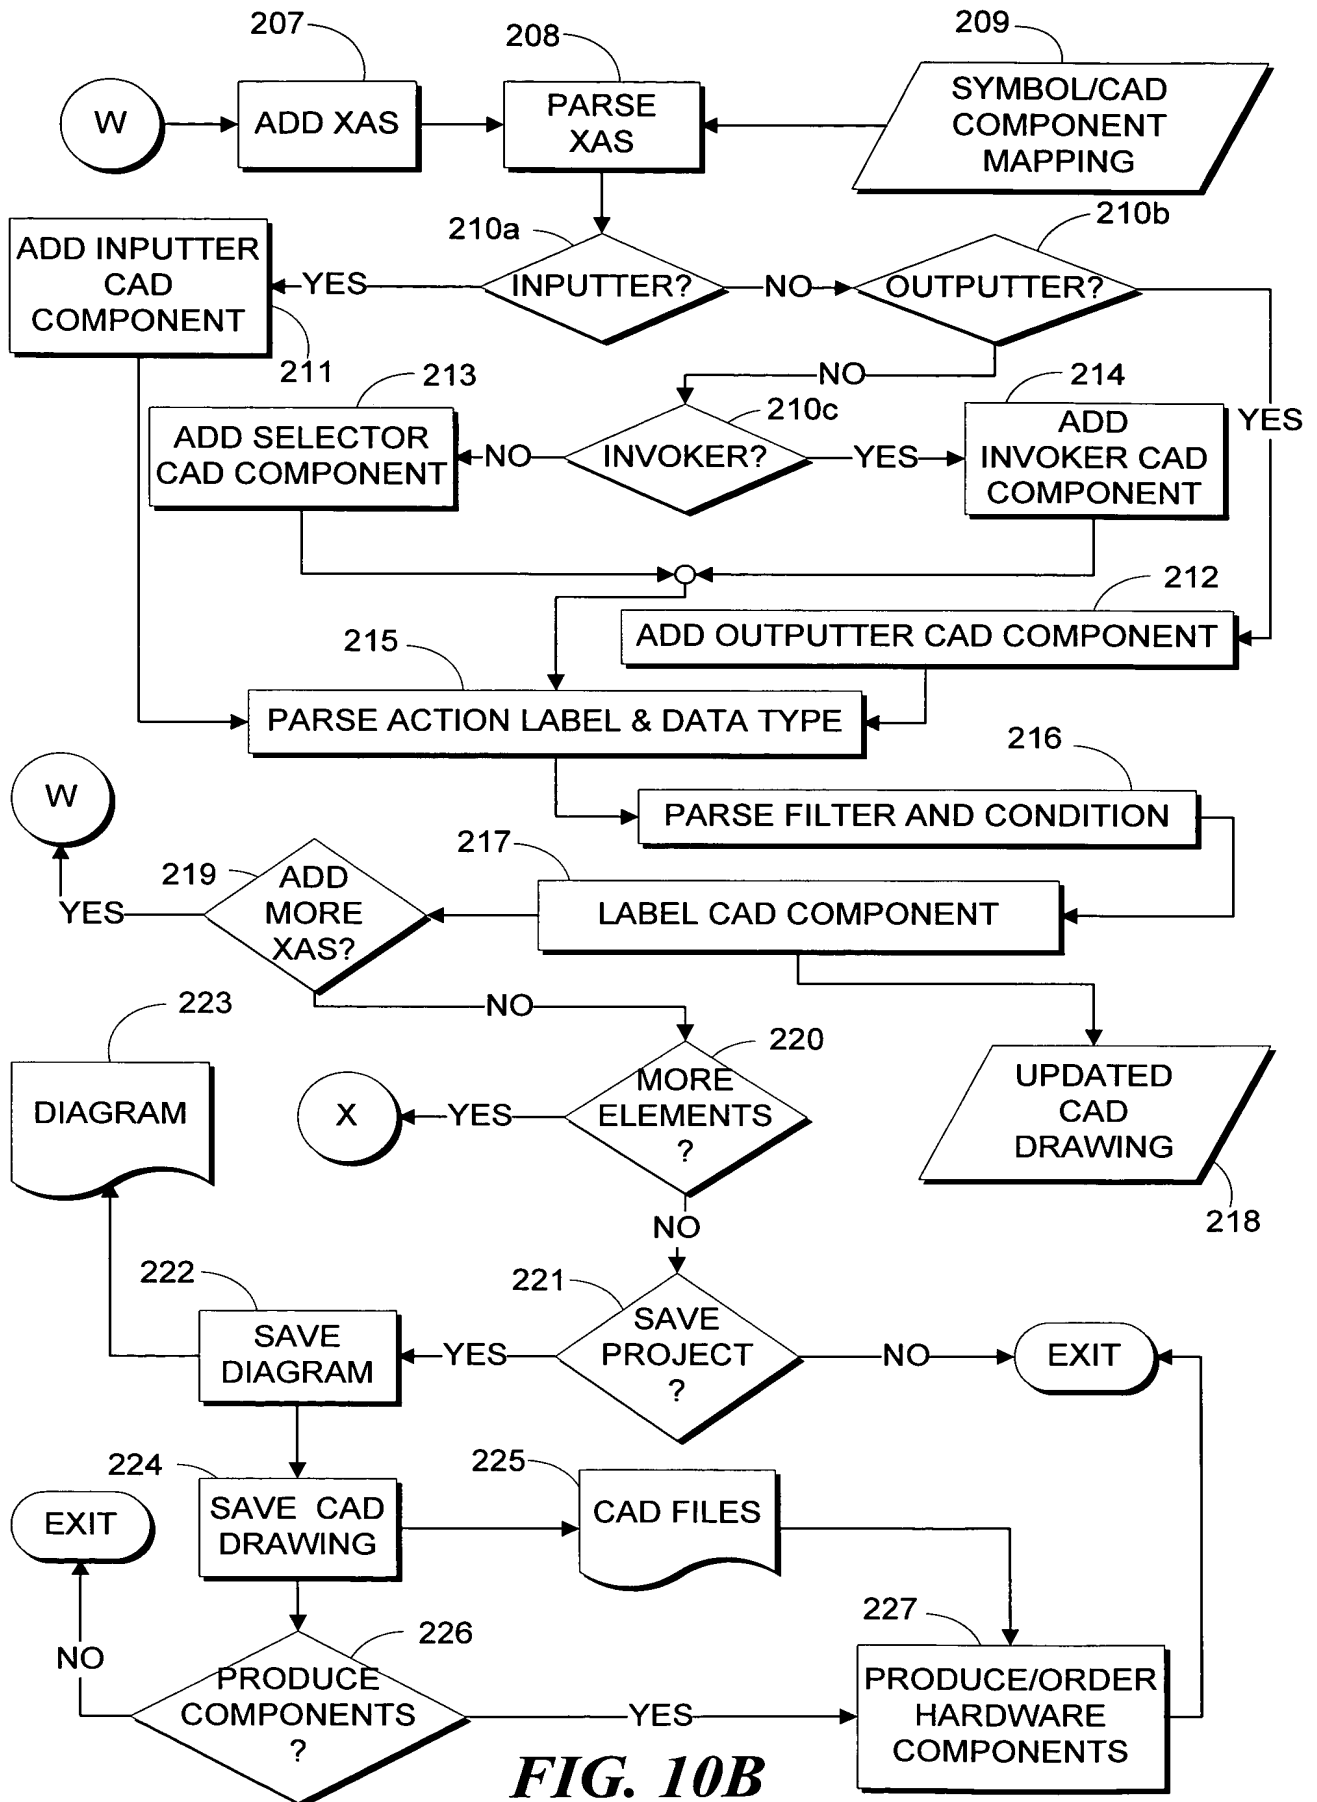 207
208
209
W
ADD XAS
PARSE
XAS
SYMBOL/CAD
COMPONENT
MAPPING
210a
210b
ADD INPUTTER
CAD
COMPONENT
YES
INPUTTER?
NO
OUTPUTTER?
211
213
NO
214
210c
YES
ADD SELECTOR
CAD COMPONENT
NO
INVOKER?
YES
ADD
INVOKER CAD
COMPONENT
212
ADD OUTPUTTER CAD COMPONENT
215
PARSE ACTION LABEL & DATA TYPE
216
W
PARSE FILTER AND CONDITION
217
219
ADD
MORE
XAS?
YES
LABEL CAD COMPONENT
223
NO
220
DIAGRAM
X
YES
MORE
ELEMENTS
?
UPDATED
CAD
DRAWING
218
NO
222
221
SAVE
DIAGRAM
YES
SAVE
PROJECT
?
NO
EXIT
224
225
EXIT
SAVE CAD
DRAWING
CAD FILES
227
226
NO
PRODUCE
COMPONENTS
?
YES
PRODUCE/ORDER
HARDWARE
COMPONENTS
FIG. 10B